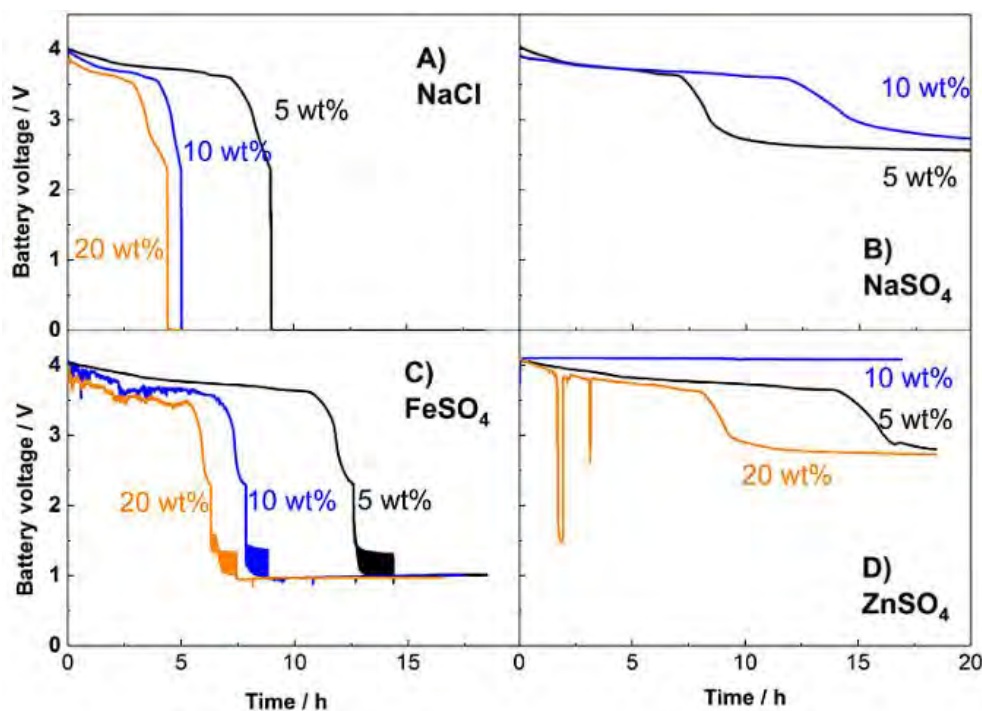 4
3
2
1
0
Battery voltage / V
A)
NaCl
5 wt%
10 wt%
20 wt%
10 wt%
5 wt%
B)
NaSO4
4
3
2
1
0
Battery voltage / V
C)
FeSO4
20 wt%
10 wt%
5 wt%
0
5
10
15
Time / h
10 wt%
5 wt%
20 wt%
D)
ZnSO4
0
5
10
15
20
Time / h